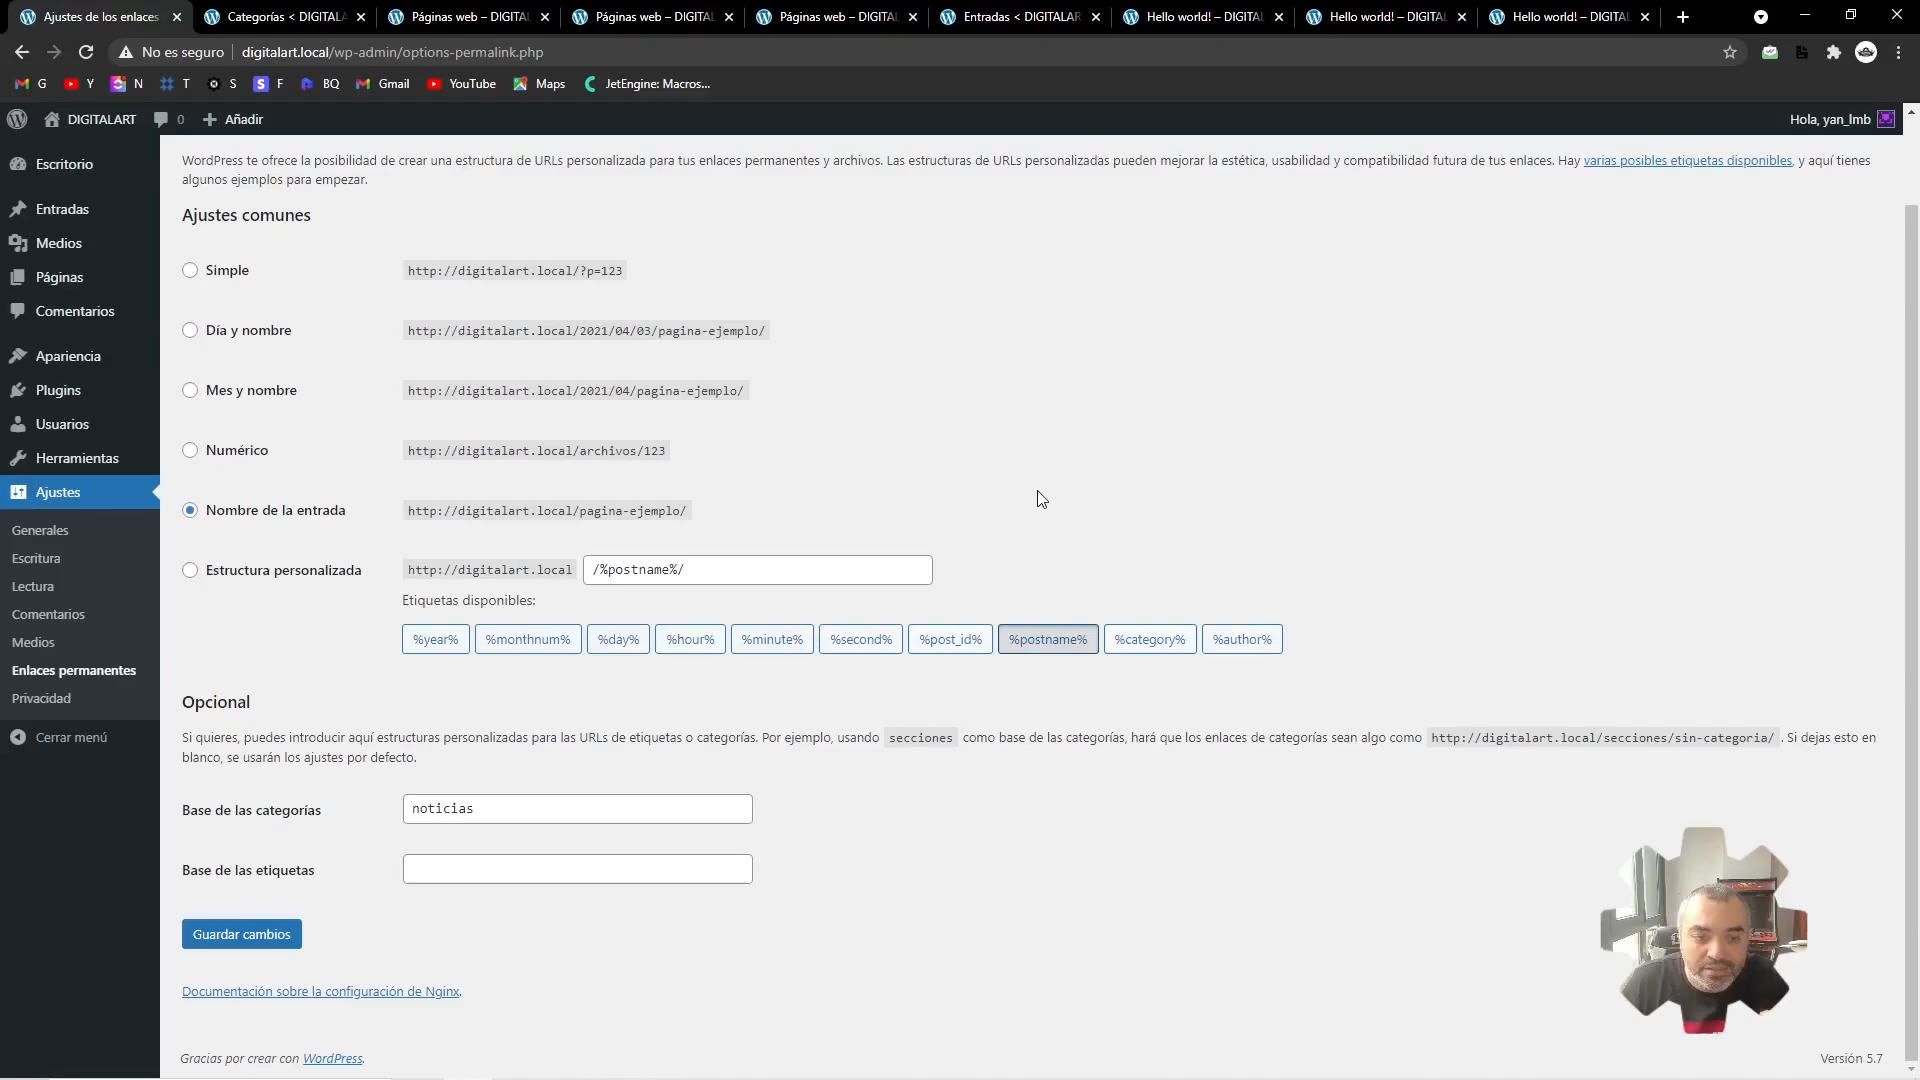 Ajustes de los enlaces
Categorías < DIGITALA
Páginas web – DIGITAL
Páginas web – DIGITAL
Páginas web – DIGITAL
Entradas < DIGITALAR
Hello world! – DIGITAL
Hello world! – DIGITAL
Hello world! – DIGITAL
No es seguro
digitalart.local/wp-admin/options-permalink.php
G
Y
N
T
S
F
BQ
Gmail
YouTube
Maps
JetEngine: Macros...
DIGITALART
0
Añadir
Hola, yan_lmb
Escritorio
Entradas
Medios
Páginas
Comentarios
Apariencia
Plugins
Usuarios
Herramientas
Ajustes
Generales
Escritura
Lectura
Comentarios
Medios
Enlaces permanentes
Privacidad
Cerrar menú
WordPress te ofrece la posibilidad de crear una estructura de URLs personalizada para tus enlaces permanentes y archivos. Las estructuras de URLs personalizadas pueden mejorar la estética, usabilidad y compatibilidad futura de tus enlaces. Hay varias posibles etiquetas disponibles, y aquí tienes
algunos ejemplos para empezar.
Ajustes comunes
Simple
http://digitalart.local/?p=123
Día y nombre
http://digitalart.local/2021/04/03/pagina-ejemplo/
Mes y nombre
http://digitalart.local/2021/04/pagina-ejemplo/
Numérico
http://digitalart.local/archivos/123
Nombre de la entrada
http://digitalart.local/pagina-ejemplo/
Estructura personalizada
http://digitalart.local
/%postname%/
Etiquetas disponibles:
%year%
%monthnum%
%day%
%hour%
%minute%
%second%
%post_id%
%postname%
%category%
%author%
Opcional
Si quieres, puedes introducir aquí estructuras personalizadas para las URLs de etiquetas o categorías. Por ejemplo, usando secciones como base de las categorías, hará que los enlaces de categorías sean algo como http://digitalart.local/secciones/sin-categoria/ . Si dejas esto en
blanco, se usarán los ajustes por defecto.
Base de las categorías
noticias
Base de las etiquetas
Guardar cambios
Documentación sobre la configuración de Nginx.
Gracias por crear con WordPress.
Versión 5.7